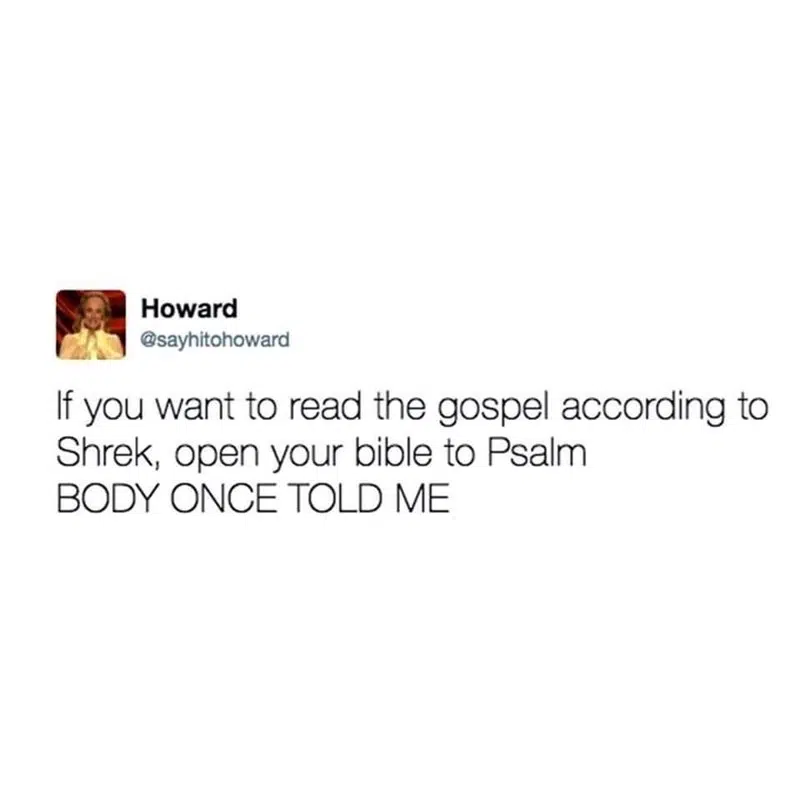 Howard
@sayhitohoward
If you want to read the gospel according to
Shrek, open your bible to Psalm
BODY ONCE TOLD ME